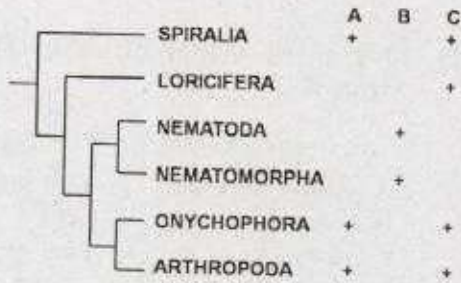 A B C
SPIRALIA + +
LORICIFERA +
NEMATODA +
NEMATOMORPHA +
ONYCHOPHORA + +
ARTHROPODA + +